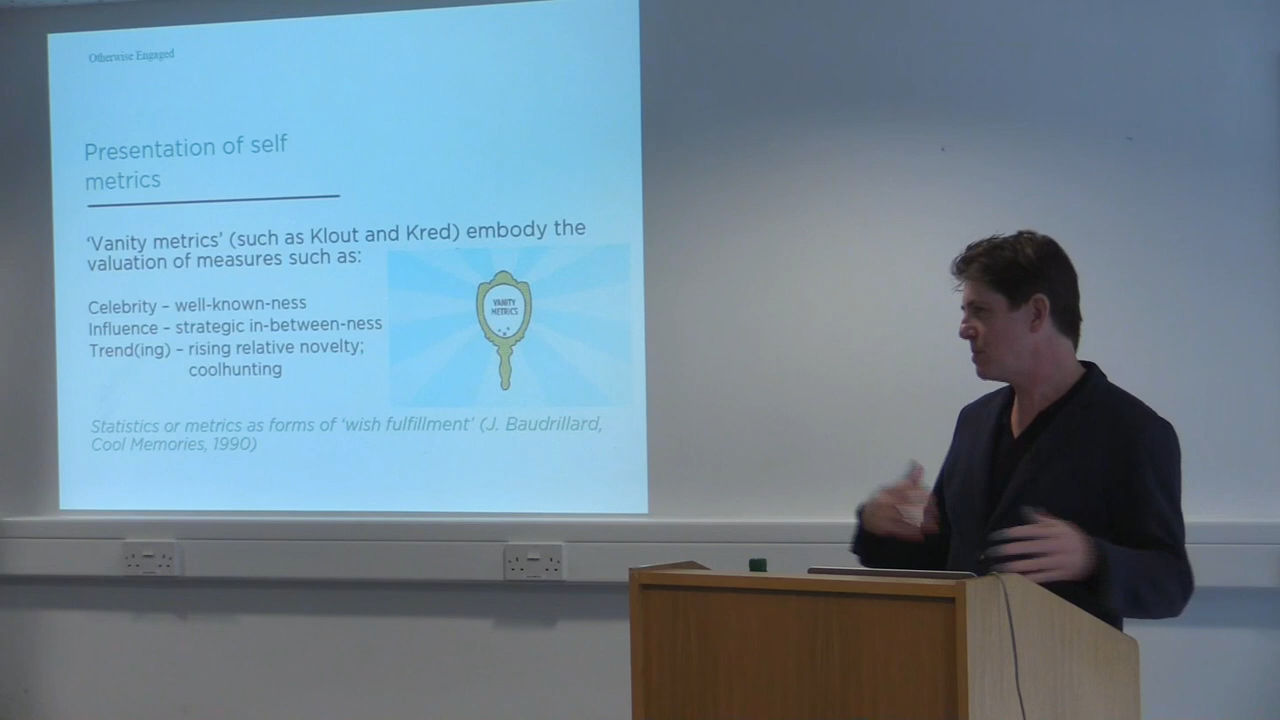 Otherwise Engaged
Presentation of self
metrics
‘Vanity metrics’ (such as Klout and Kred) embody the
valuation of measures such as:
Celebrity – well-known-ness
Influence – strategic in-between-ness
Trend(ing) – rising relative novelty;
coolhunting
VANITY
METRICS
Statistics or metrics as forms of ‘wish fulfillment’ (J. Baudrillard,
Cool Memories, 1990)